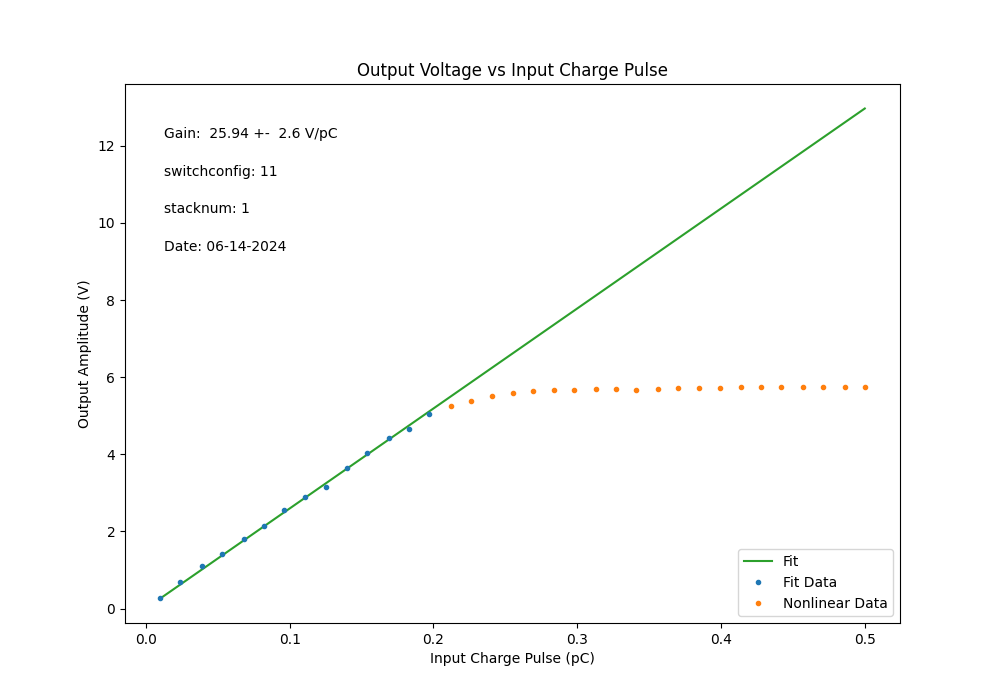 Output Voltage vs Input Charge Pulse
Gain:  25.94 +-  2.6 V/pC
switchconfig: 11
stacknum: 1
Date: 06-14-2024
Output Amplitude (V)
12
10
8
6
4
2
0
0.0 0.1 0.2 0.3 0.4 0.5
Input Charge Pulse (pC)
Fit
Fit Data
Nonlinear Data